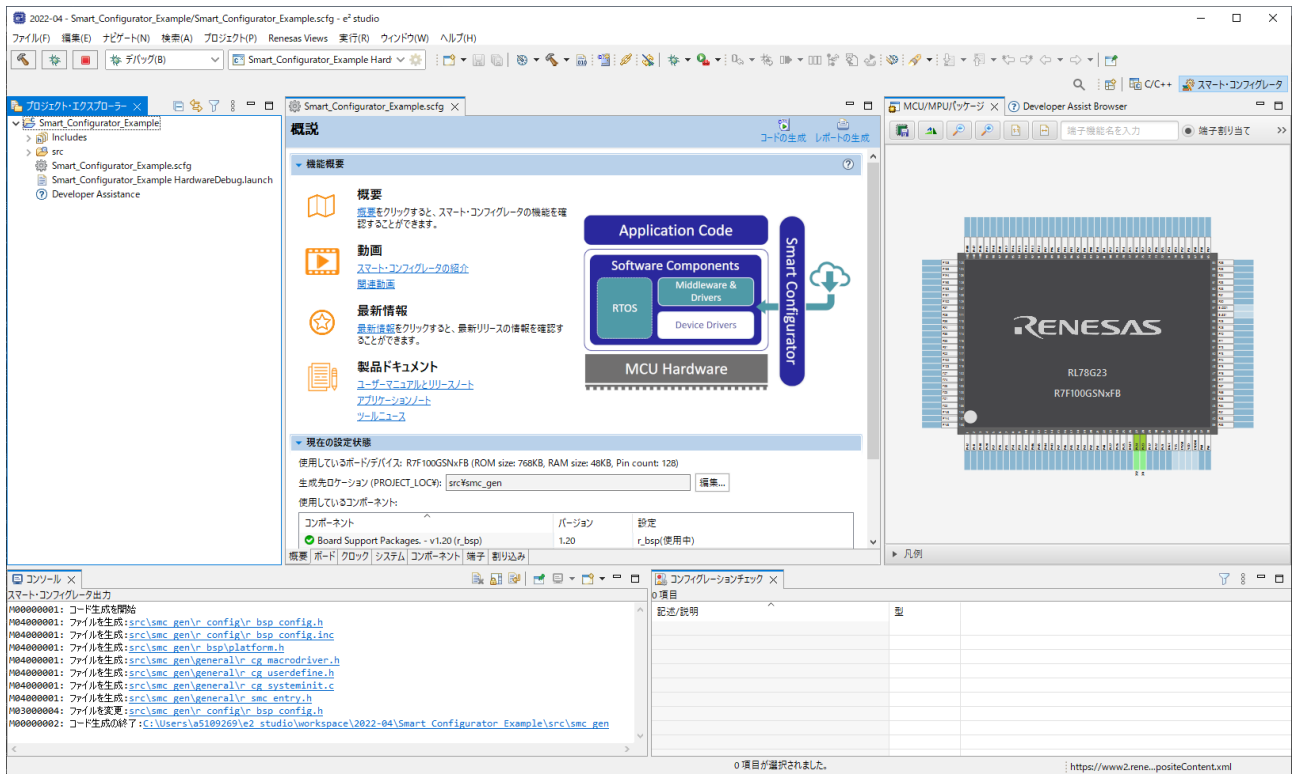 2022-04 - Smart_Configurator_Example/Smart_Configurator_Example.scfg - e² studio
ファイル(F) 編集(E) ナビゲート(N) 検索(A) プロジェクト(P) Renesas Views 実行(R) ウィンドウ(W) ヘルプ(H)
デバッグ(B) Smart_Configurator_Example Hard
C/C++ スマート・コンフィグレータ
プロジェクト・エクスプローラー
Smart_Configurator_Example
Includes
src
Smart_Configurator_Example.scfg
Smart_Configurator_Example HardwareDebug.launch
Developer Assistance
Smart_Configurator_Example.scfg
概説
コードの生成 レポートの生成
機能概要
概要
概要をクリックすると、スマート・コンフィグレータの機能を確
認することができます。
動画
スマート・コンフィグレータの紹介
関連動画
最新情報
最新情報をクリックすると、最新リリースの情報を確認す
ることができます。
製品ドキュメント
ユーザーマニュアルとリリースノート
アプリケーションノート
ツールニュース
Application Code
Software Components
RTOS
Middleware &
Drivers
Device Drivers
MCU Hardware
Smart Configurator
現在の設定状態
使用しているボード/デバイス: R7F100GSNxFB (ROM size: 768KB, RAM size: 48KB, Pin count: 128)
生成先ロケーション (PROJECT_LOC¥): src¥smc_gen 編集...
使用しているコンポーネント:
コンポーネント バージョン 設定
Board Support Packages. - v1.20 (r_bsp) 1.20 r_bsp(使用中)
概要 ボード クロック システム コンポーネント 端子 割り込み
MCU/MPUパッケージ Developer Assist Browser
端子機能名を入力 端子割り当て
RENESAS
RL78G23
R7F100GSNxFB
凡例
コンソール
スマート・コンフィグレータ出力
M00000001: コード生成を開始
M04000001: ファイルを生成:src\smc_gen\r_config\r_bsp_config.h
M04000001: ファイルを生成:src\smc_gen\r_config\r_bsp_config.inc
M04000001: ファイルを生成:src\smc_gen\r_bsp\platform.h
M04000001: ファイルを生成:src\smc_gen\general\r_cg_macrodriver.h
M04000001: ファイルを生成:src\smc_gen\general\r_cg_userdefine.h
M04000001: ファイルを生成:src\smc_gen\general\r_cg_systeminit.c
M04000001: ファイルを生成:src\smc_gen\general\r_smc_entry.h
M03000004: ファイルを変更:src\smc_gen\r_config\r_bsp_config.h
M00000002: コード生成の終了:C:\Users\a5109269\e2_studio\workspace\2022-04\Smart_Configurator_Example\src\smc_gen
コンフィグレーションチェック
0 項目
記述/説明 型
0 項目が選択されました。
https://www2.rene...positeContent.xml